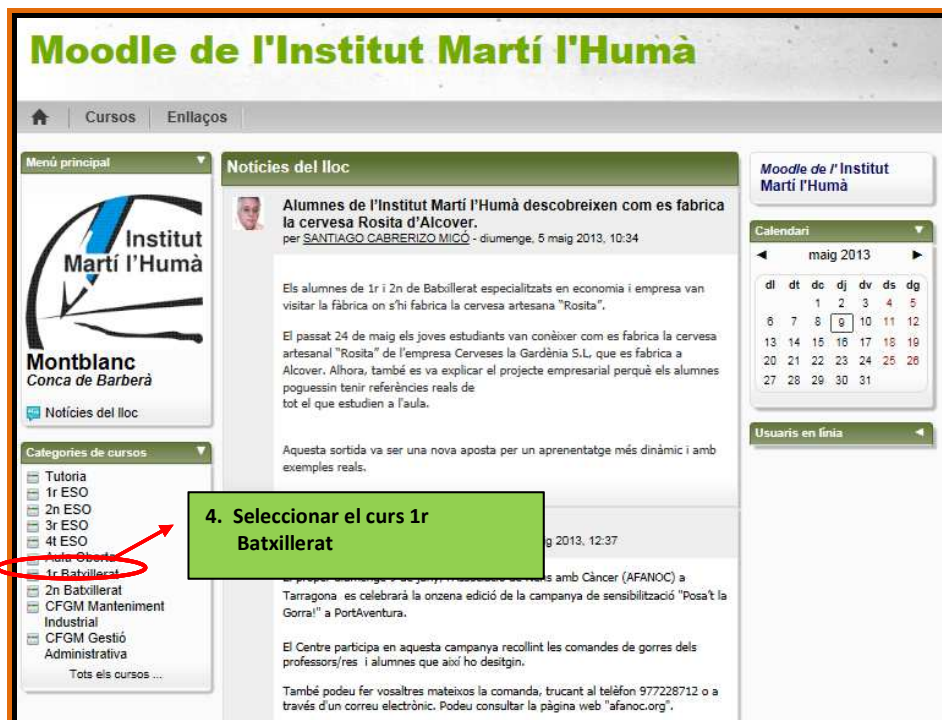 Moodle de l'Institut Martí l'Humà
Cursos
Enllaços
Menú principal
Institut
Martí l'Humà
Montblanc
Conca de Barberà
Notícies del lloc
Categories de cursos
Tutoria
1r ESO
2n ESO
3r ESO
4t ESO
Aula Oberta
1r Batxillerat
2n Batxillerat
CFGM Manteniment
Industrial
CFGM Gestió
Administrativa
Tots els cursos ...
Notícies del lloc
Alumnes de l'Institut Martí l'Humà descobreixen com es fabrica
la cervesa Rosita d'Alcover.
per SANTIAGO CABRERIZO MICÓ - diumenge, 5 maig 2013, 10:34
Els alumnes de 1r i 2n de Batxillerat especialitzats en economia i empresa van
visitar la fàbrica on s'hi fabrica la cervesa artesana "Rosita".
El passat 24 de maig els joves estudiants van conèixer com es fabrica la cervesa
artesanal "Rosita" de l'empresa Cerveses la Gardènia S.L, que es fabrica a
Alcover. Alhora, també es va explicar el projecte empresarial perquè els alumnes
poguessin tenir referències reals de
tot el que estudien a l'aula.
Aquesta sortida va ser una nova aposta per un aprenentatge més dinàmic i amb
exemples reals.
4. Seleccionar el curs 1r
Batxillerat
g 2013, 12:37
amb Càncer (AFANOC) a
Tarragona es celebrarà la onzena edició de la campanya de sensibilització "Posa't la
Gorra!" a PortAventura.
El Centre participa en aquesta campanya recollint les comandes de gorres dels
professors/res i alumnes que així ho desitgin.
També podeu fer vosaltres mateixos la comanda, trucant al telèfon 977228712 o a
través d'un correu electrònic. Podeu consultar la pàgina web "afanoc.org".
Moodle de l' Institut
Martí l'Humà
Calendari
maig 2013
dl dt dc dj dv ds dg
1 2 3 4 5
6 7 8 9 10 11 12
13 14 15 16 17 18 19
20 21 22 23 24 25 26
27 28 29 30 31
Usuaris en línia